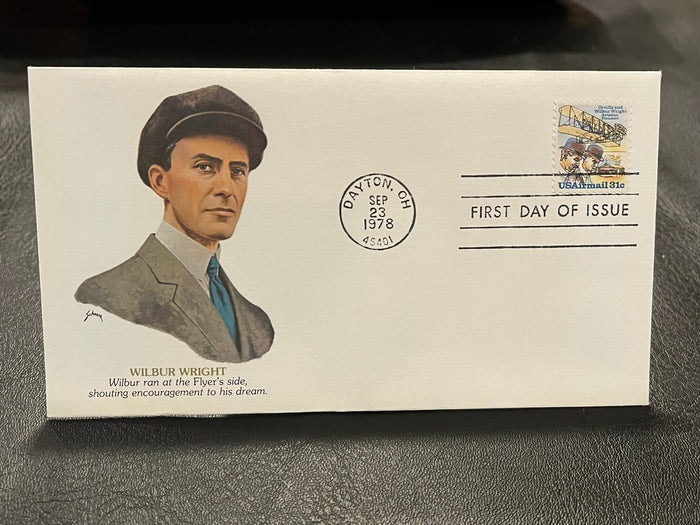 Orville and
Wilbur Wright
Aviation
Pioneers
USAirmail 31c
DAYTON, OH
SEP
23
1978
45401
FIRST DAY OF ISSUE
WILBUR WRIGHT
Wilbur ran at the Flyer's side,
shouting encouragement to his dream.